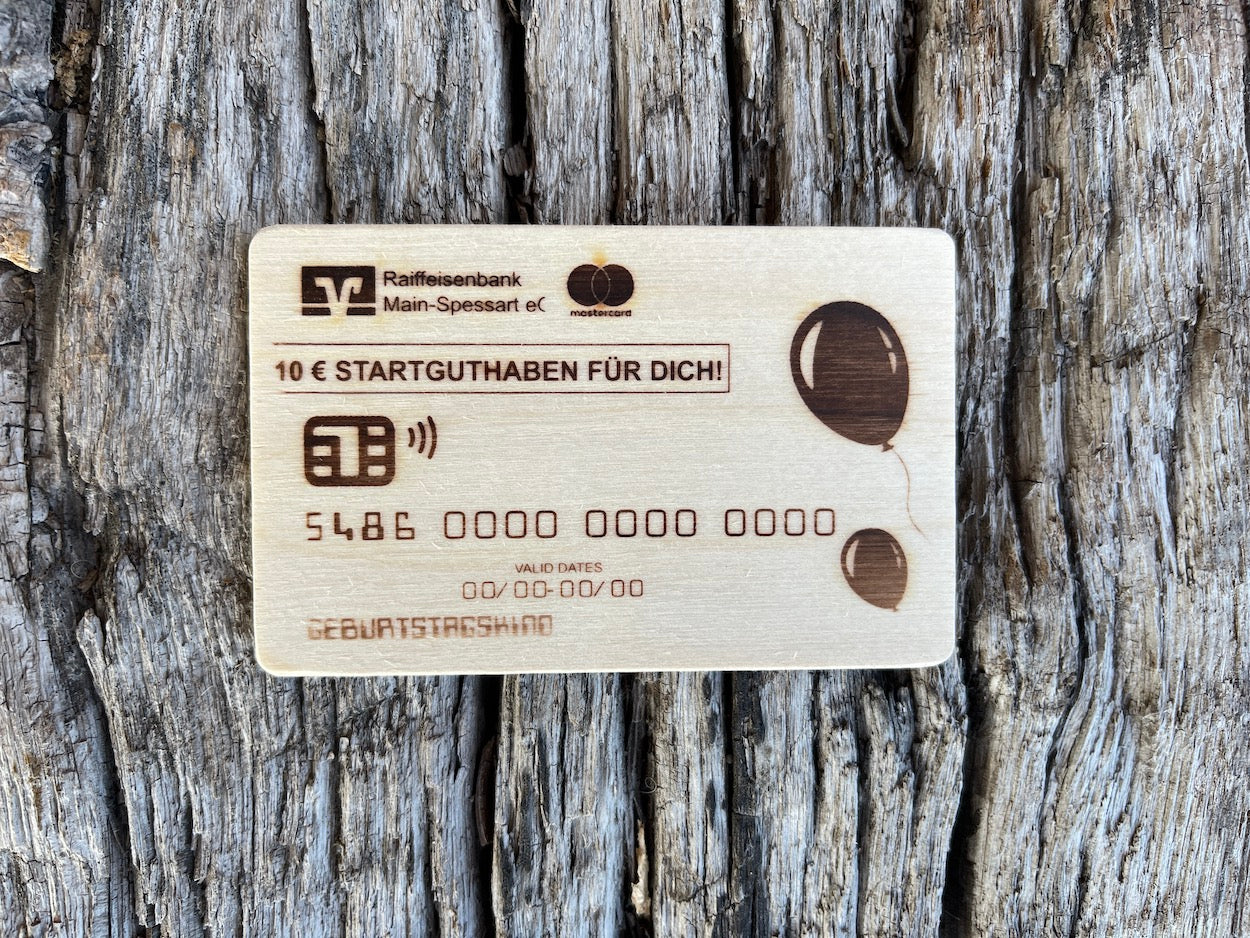 Raiffeisenbank
Main-Spessart eG
mastercard
10 € STARTGUTHABEN FÜR DICH!
5486 0000 0000 0000
VALID DATES
00/00-00/00
GEBURTSTAGSKIND